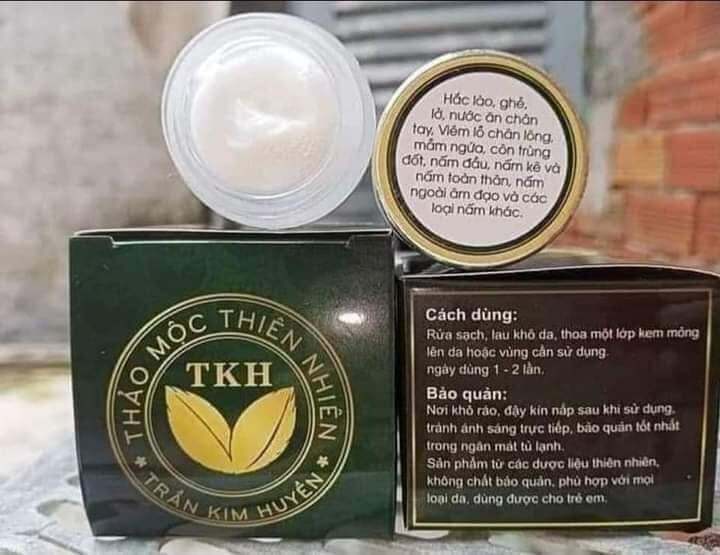 Hắc lào, ghẻ,
lở, nước ăn chân
tay, Viêm lỗ chân lông,
mẩm ngứa, côn trùng
đốt, nấm đầu, nấm kẽ và
nấm toàn thân, nấm
ngoài âm đạo và các
loại nấm khác.
THẢO MỘC THIÊN NHIÊN
TKH
TRẦN KIM HUYỀN
Cách dùng:
Rửa sạch, lau khô da, thoa một lớp kem mỏng
lên da hoặc vùng cần sử dụng.
ngày dùng 1 - 2 lần.
Bảo quản:
Nơi khô ráo, đậy kín nắp sau khi sử dụng,
tránh ánh sáng trực tiếp, bảo quản tốt nhất
trong ngăn mát tủ lạnh.
Sản phẩm từ các dược liệu thiên nhiên,
không chất bảo quản, phù hợp với mọi
loại da, dùng được cho trẻ em.